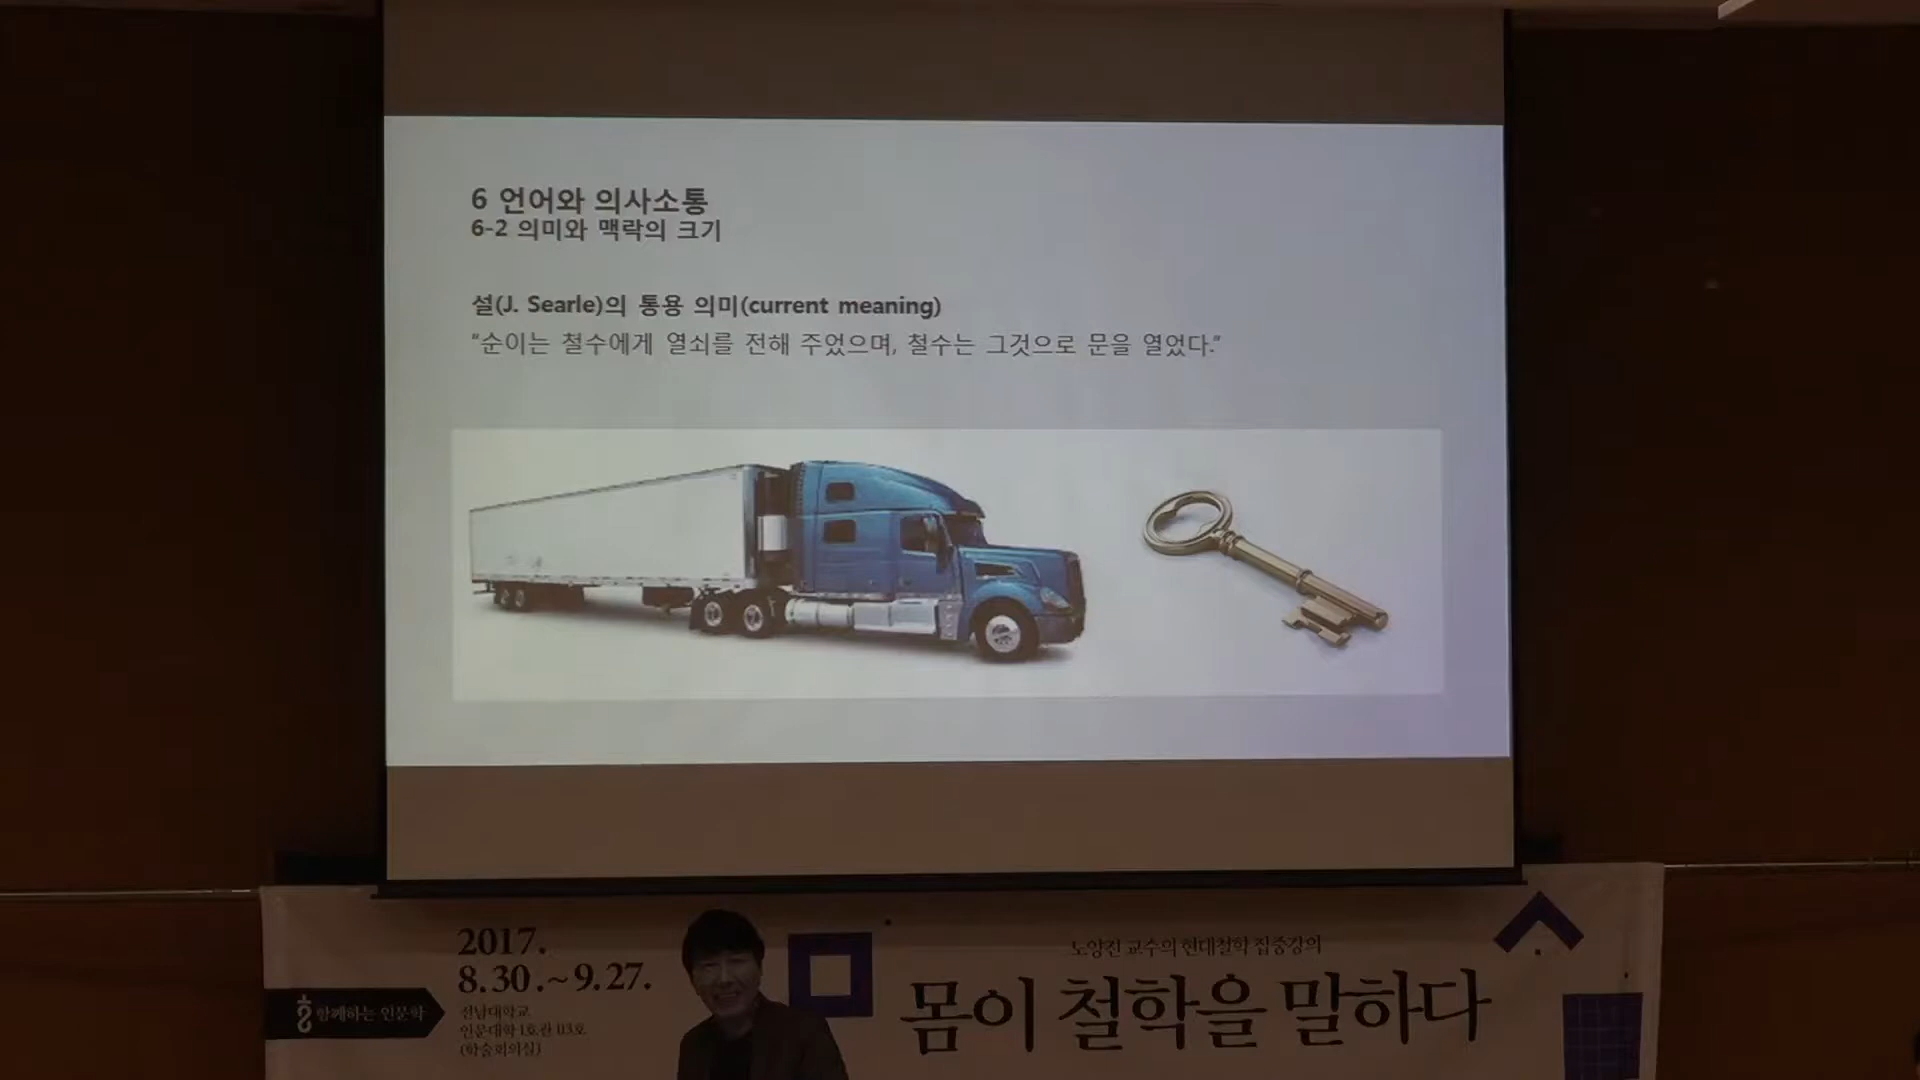 6 언어와 의사소통
6-2 의미와 맥락의 크기
설(J. Searle)의 통용 의미(current meaning)
"순이는 철수에게 열쇠를 전해 주었으며, 철수는 그것으로 문을 열었다."
2017.
8.30.~9.27.
함께하는 인문학
전남대학교
인문대학 1호관 113호
(학술회의실)
노양진 교수의 현대철학 집중강의
몸이 철학을 말하다